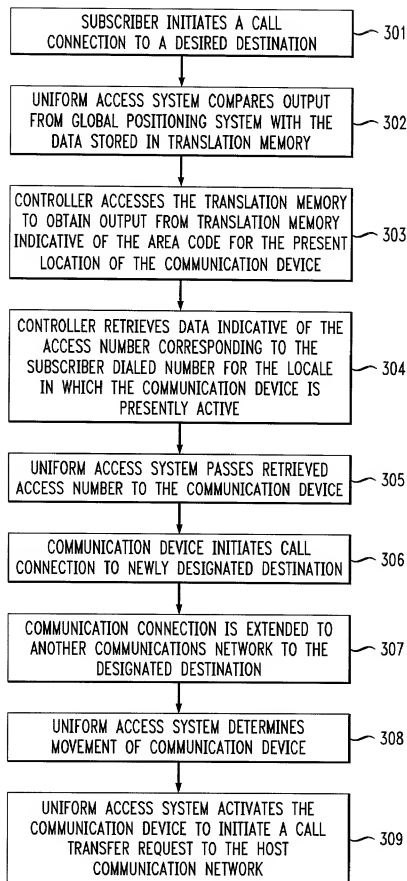 SUBSCRIBER INITIATES A CALL
CONNECTION TO A DESIRED DESTINATION
301
UNIFORM ACCESS SYSTEM COMPARES OUTPUT
FROM GLOBAL POSITIONING SYSTEM WITH THE
DATA STORED IN TRANSLATION MEMORY
302
CONTROLLER ACCESSES THE TRANSLATION MEMORY
TO OBTAIN OUTPUT FROM TRANSLATION MEMORY
INDICATIVE OF THE AREA CODE FOR THE PRESENT
LOCATION OF THE COMMUNICATION DEVICE
303
CONTROLLER RETRIEVES DATA INDICATIVE OF THE
ACCESS NUMBER CORRESPONDING TO THE
SUBSCRIBER DIALED NUMBER FOR THE LOCALE
IN WHICH THE COMMUNICATION DEVICE IS
PRESENTLY ACTIVE
304
UNIFORM ACCESS SYSTEM PASSES RETRIEVED
ACCESS NUMBER TO THE COMMUNICATION DEVICE
305
COMMUNICATION DEVICE INITIATES CALL
CONNECTION TO NEWLY DESIGNATED DESTINATION
306
COMMUNICATION CONNECTION IS EXTENDED TO
ANOTHER COMMUNICATIONS NETWORK TO THE
DESIGNATED DESTINATION
307
UNIFORM ACCESS SYSTEM DETERMINES
MOVEMENT OF COMMUNICATION DEVICE
308
UNIFORM ACCESS SYSTEM ACTIVATES THE
COMMUNICATION DEVICE TO INITIATE A CALL
TRANSFER REQUEST TO THE HOST
COMMUNICATION NETWORK
309